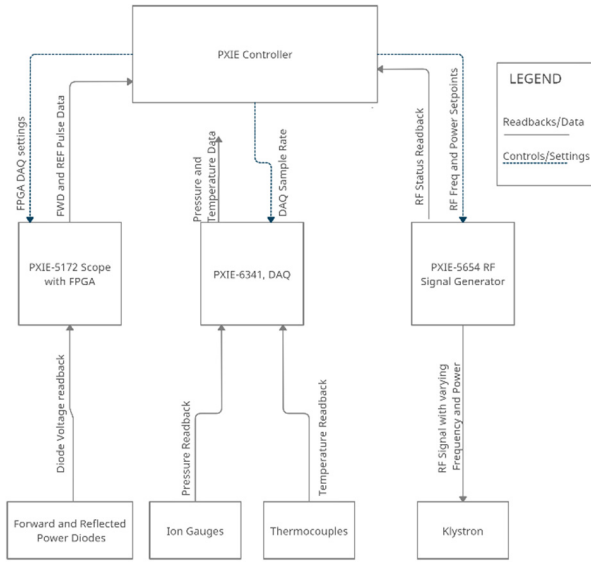 PXIE Controller
LEGEND
Readbacks/Data
Controls/Settings
FPGA DAQ settings
FWD and REF Pulse Data
Pressure and
Temperature Data
DAQ Sample Rate
RF Status Readback
RF Freq and Power Setpoints
PXIE-5172 Scope
with FPGA
PXIE-6341, DAQ
PXIE-5654 RF
Signal Generator
Diode Voltage readback
Pressure Readback
Temperature Readback
RF Signal with varying
Frequency and Power
Forward and Reflected
Power Diodes
Ion Gauges
Thermocouples
Klystron